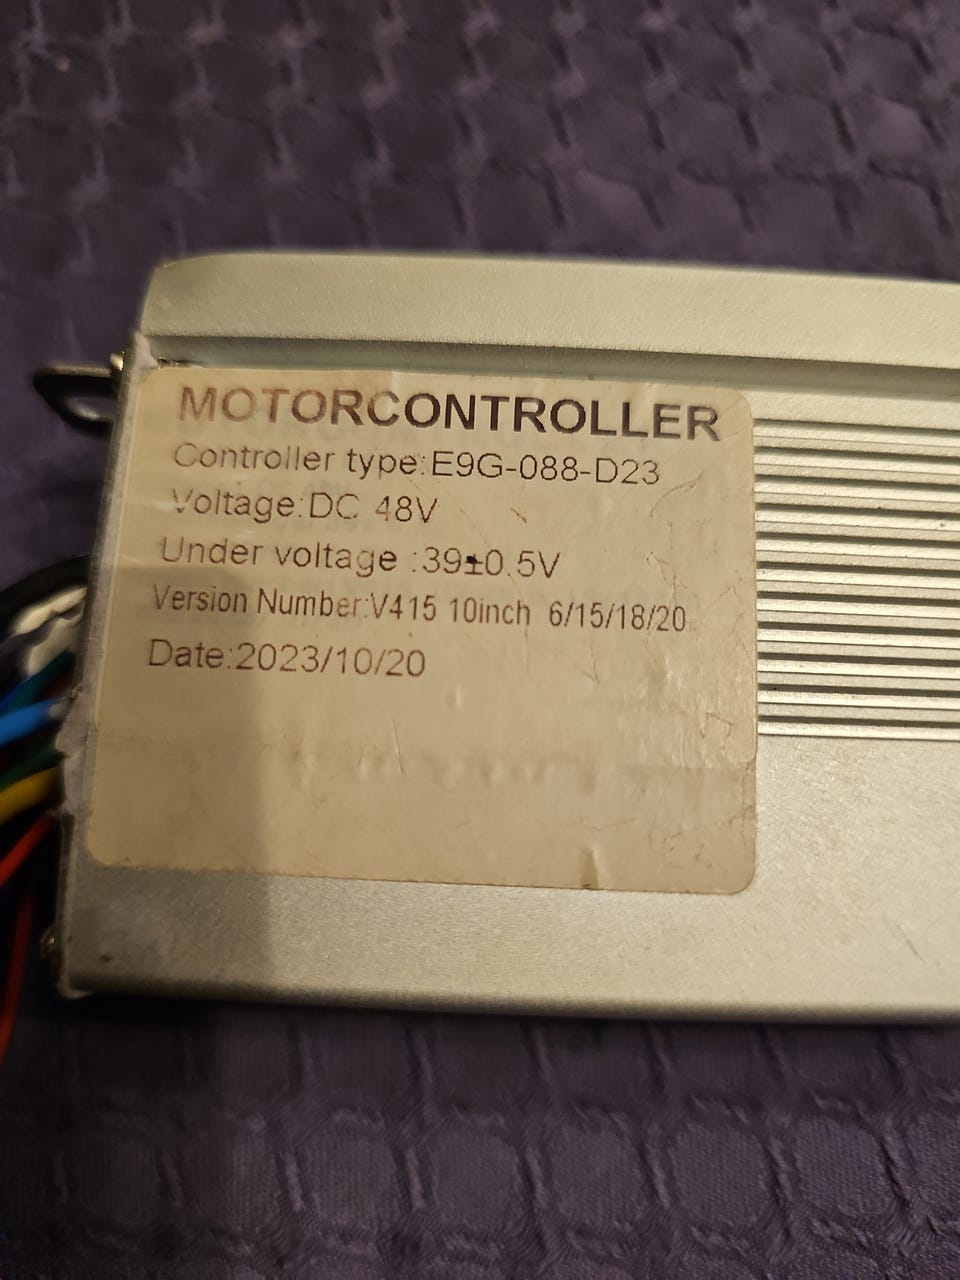 MOTORCONTROLLER
Controller type:E9G-088-D23
Voltage:DC 48V
Under voltage :39±0.5V
Version Number:V415 10inch 6/15/18/20
Date:2023/10/20